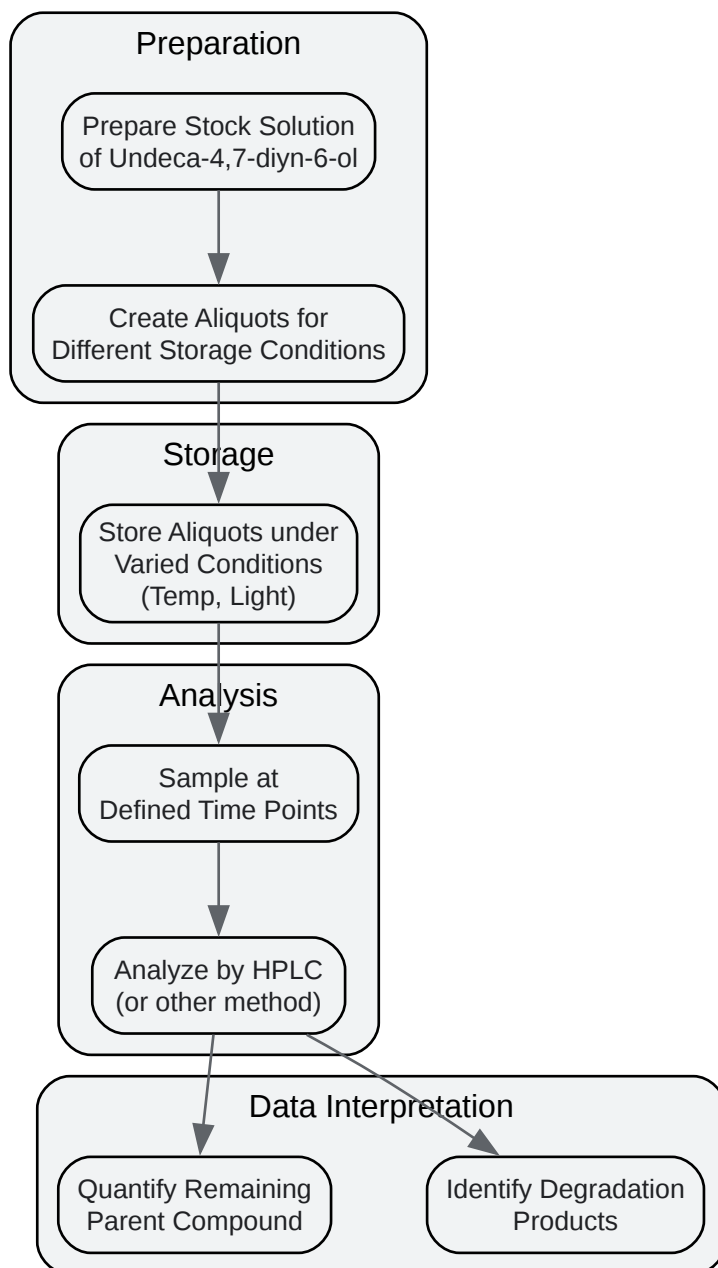 Preparation
Prepare Stock Solution
of Undeca-4,7-diyn-6-ol
Create Aliquots for
Different Storage Conditions
Storage
Store Aliquots under
Varied Conditions
(Temp, Light)
Analysis
Sample at
Defined Time Points
Analyze by HPLC
(or other method)
Data Interpretation
Quantify Remaining
Parent Compound
Identify Degradation
Products